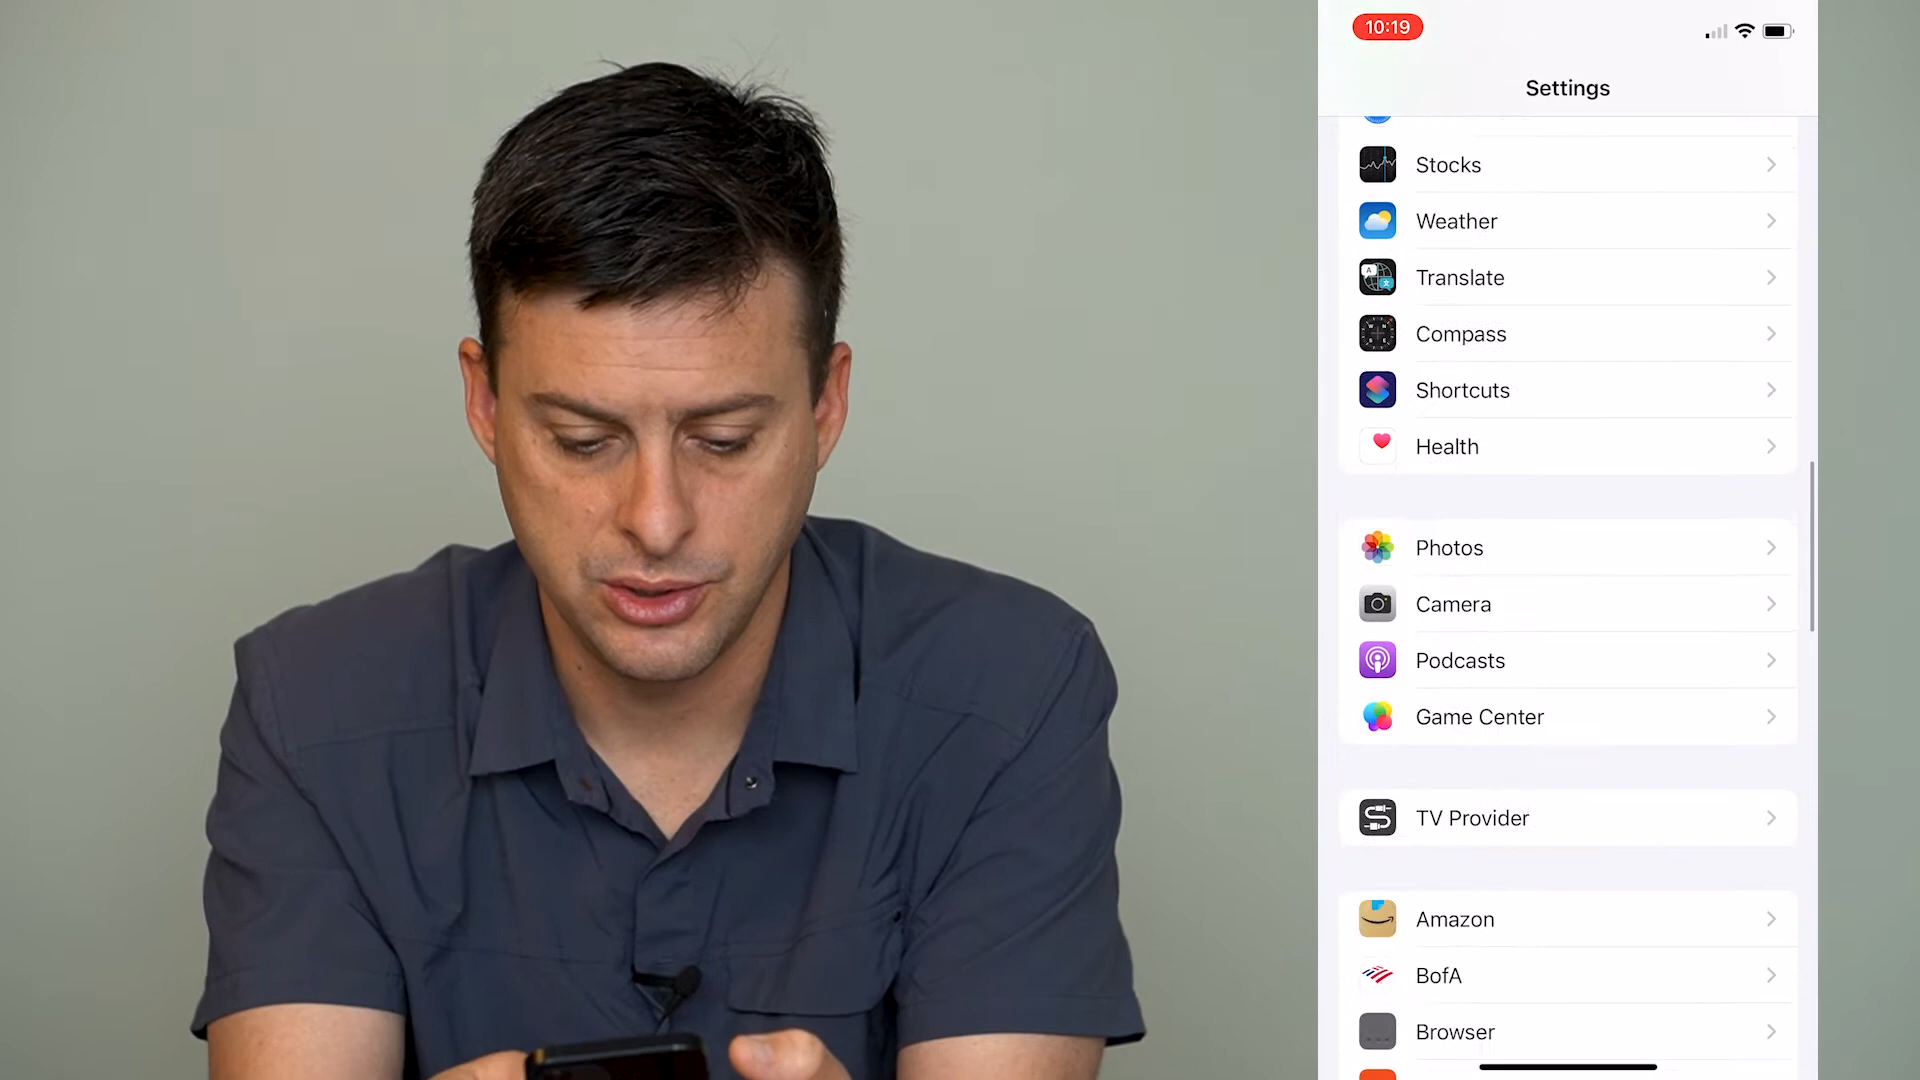 10:19
Settings
Stocks
Weather
Translate
Compass
Shortcuts
Health
Photos
Camera
Podcasts
Game Center
TV Provider
Amazon
BofA
Browser